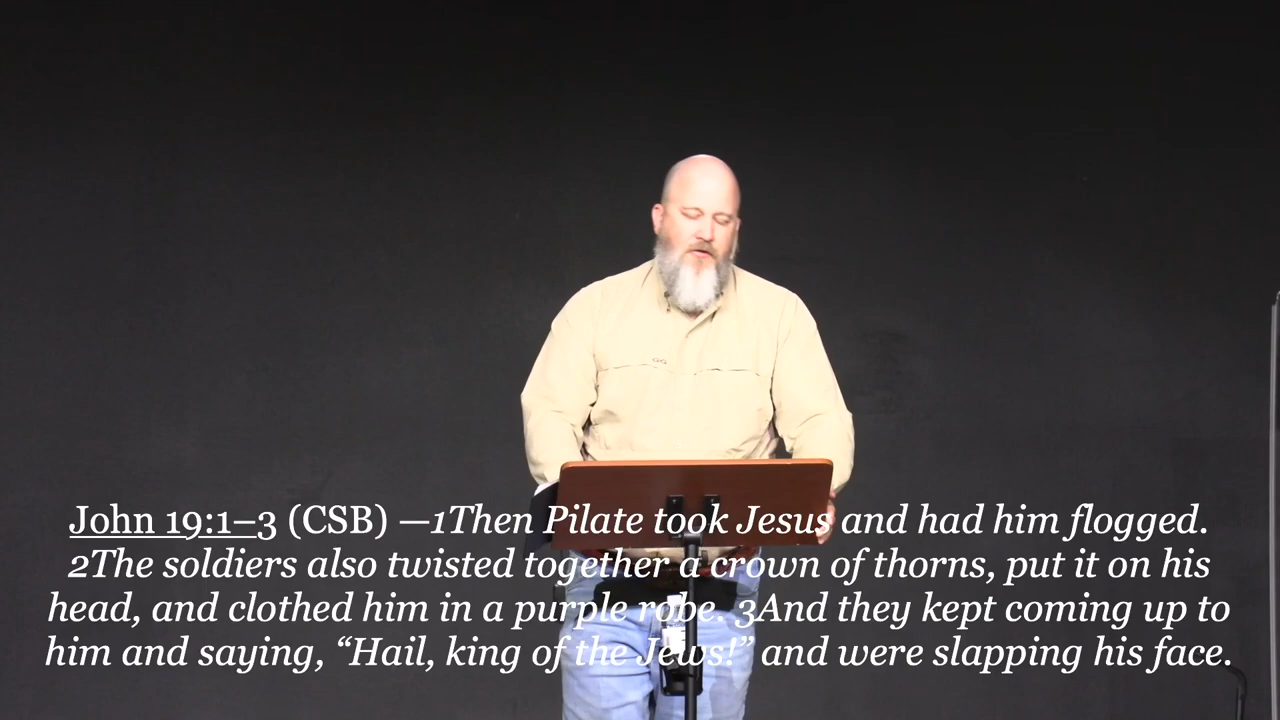 John 19:1–3 (CSB) —1Then Pilate took Jesus and had him flogged.
2The soldiers also twisted together a crown of thorns, put it on his
head, and clothed him in a purple robe. 3And they kept coming up to
him and saying, “Hail, king of the Jews!” and were slapping his face.